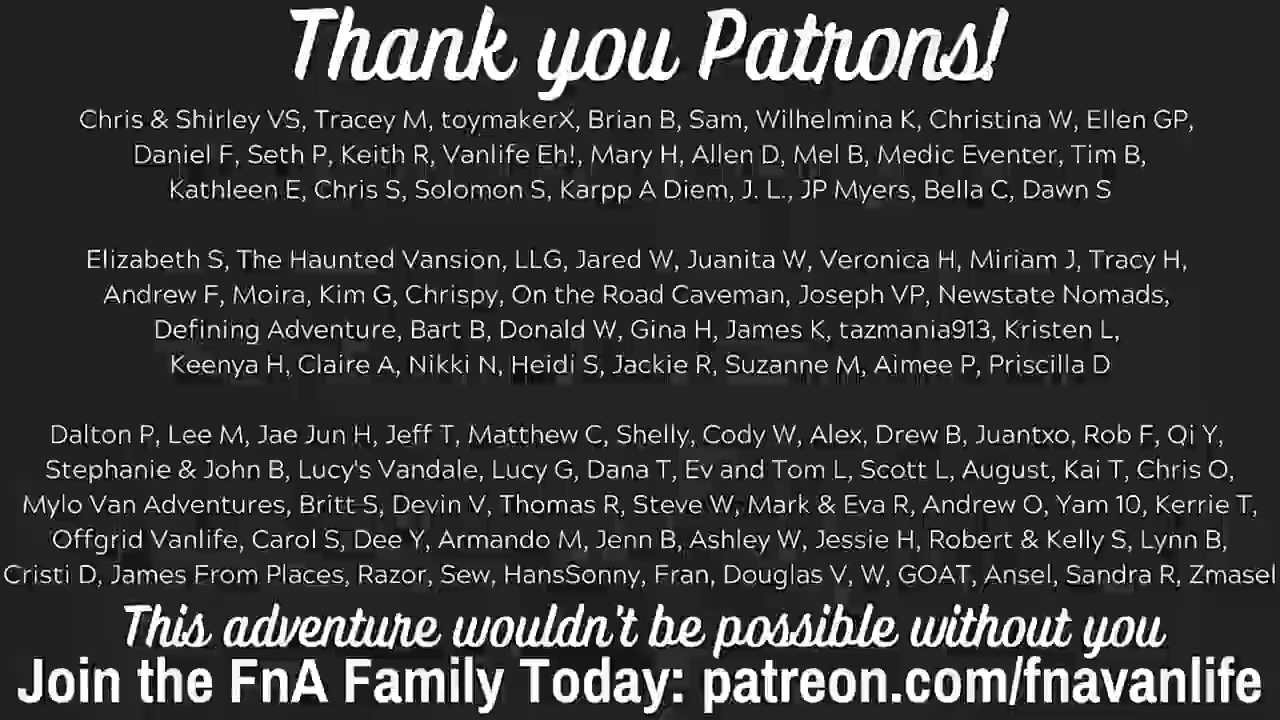 Thank you Patrons!
Chris & Shirley VS, Tracey M, toymakerX, Brian B, Sam, Wilhelmina K, Christina W, Ellen GP,
Daniel F, Seth P, Keith R, Vanlife Eh!, Mary H, Allen D, Mel B, Medic Eventer, Tim B,
Kathleen E, Chris S, Solomon S, Karpp A Diem, J. L., JP Myers, Bella C, Dawn S
Elizabeth S, The Haunted Vansion, LLG, Jared W, Juanita W, Veronica H, Miriam J, Tracy H,
Andrew F, Moira, Kim G, Chrispy, On the Road Caveman, Joseph VP, Newstate Nomads,
Defining Adventure, Bart B, Donald W, Gina H, James K, tazmania913, Kristen L,
Keenya H, Claire A, Nikki N, Heidi S, Jackie R, Suzanne M, Aimee P, Priscilla D
Dalton P, Lee M, Jae Jun H, Jeff T, Matthew C, Shelly, Cody W, Alex, Drew B, Juantxo, Rob F, Qi Y,
Stephanie & John B, Lucy's Vandale, Lucy G, Dana T, Ev and Tom L, Scott L, August, Kai T, Chris O,
Mylo Van Adventures, Britt S, Devin V, Thomas R, Steve W, Mark & Eva R, Andrew O, Yam 10, Kerrie T,
Offgrid Vanlife, Carol S, Dee Y, Armando M, Jenn B, Ashley W, Jessie H, Robert & Kelly S, Lynn B,
Cristi D, James From Places, Razor, Sew, HansSonny, Fran, Douglas V, W, GOAT, Ansel, Sandra R, Zmasel
This adventure wouldn't be possible without you
Join the FnA Family Today: patreon.com/fnavanlife